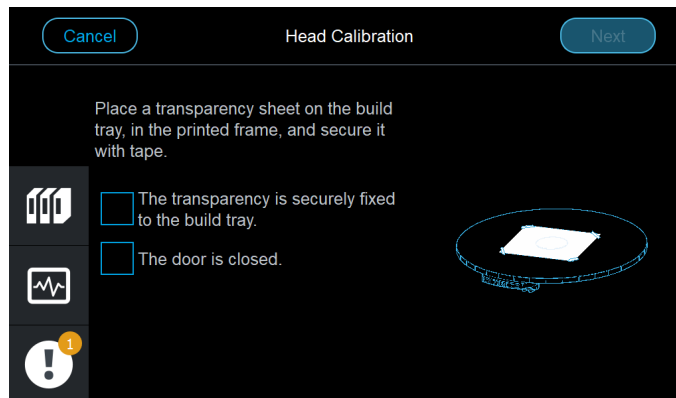 Cancel
Head Calibration
Next
Place a transparency sheet on the build
tray, in the printed frame, and secure it
with tape.
The transparency is securely fixed
to the build tray.
The door is closed.
1